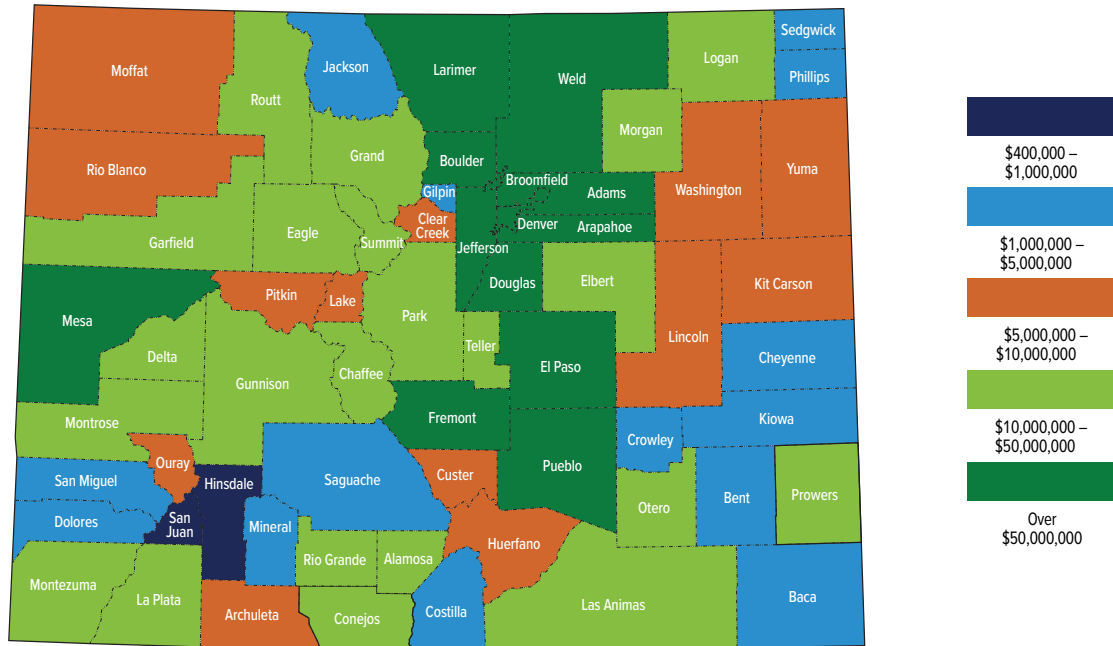 Sedgwick
Jackson
Larimer
Weld
Logan
Moffat
Phillips
Routt
Morgan
Grand
Boulder
Rio Blanco
Yuma
Broomfield
Gilpin
Adams
Washington
Clear
Creek
Denver
Arapahoe
Eagle
Summit
Garfield
Jefferson
Douglas
Elbert
Kit Carson
Pitkin
Lake
Park
Mesa
Lincoln
Teller
Delta
Cheyenne
El Paso
Chaffee
Gunnison
Fremont
Kiowa
Montrose
Crowley
Ouray
Pueblo
Custer
San Miguel
Hinsdale
Saguache
Prowers
Bent
Otero
Dolores
San
Juan
Mineral
Huerfano
Rio Grande
Alamosa
Montezuma
La Plata
Baca
Las Animas
Costilla
Archuleta
Conejos
$400,000 –
$1,000,000
$1,000,000 –
$5,000,000
$5,000,000 –
$10,000,000
$10,000,000 –
$50,000,000
Over
$50,000,000